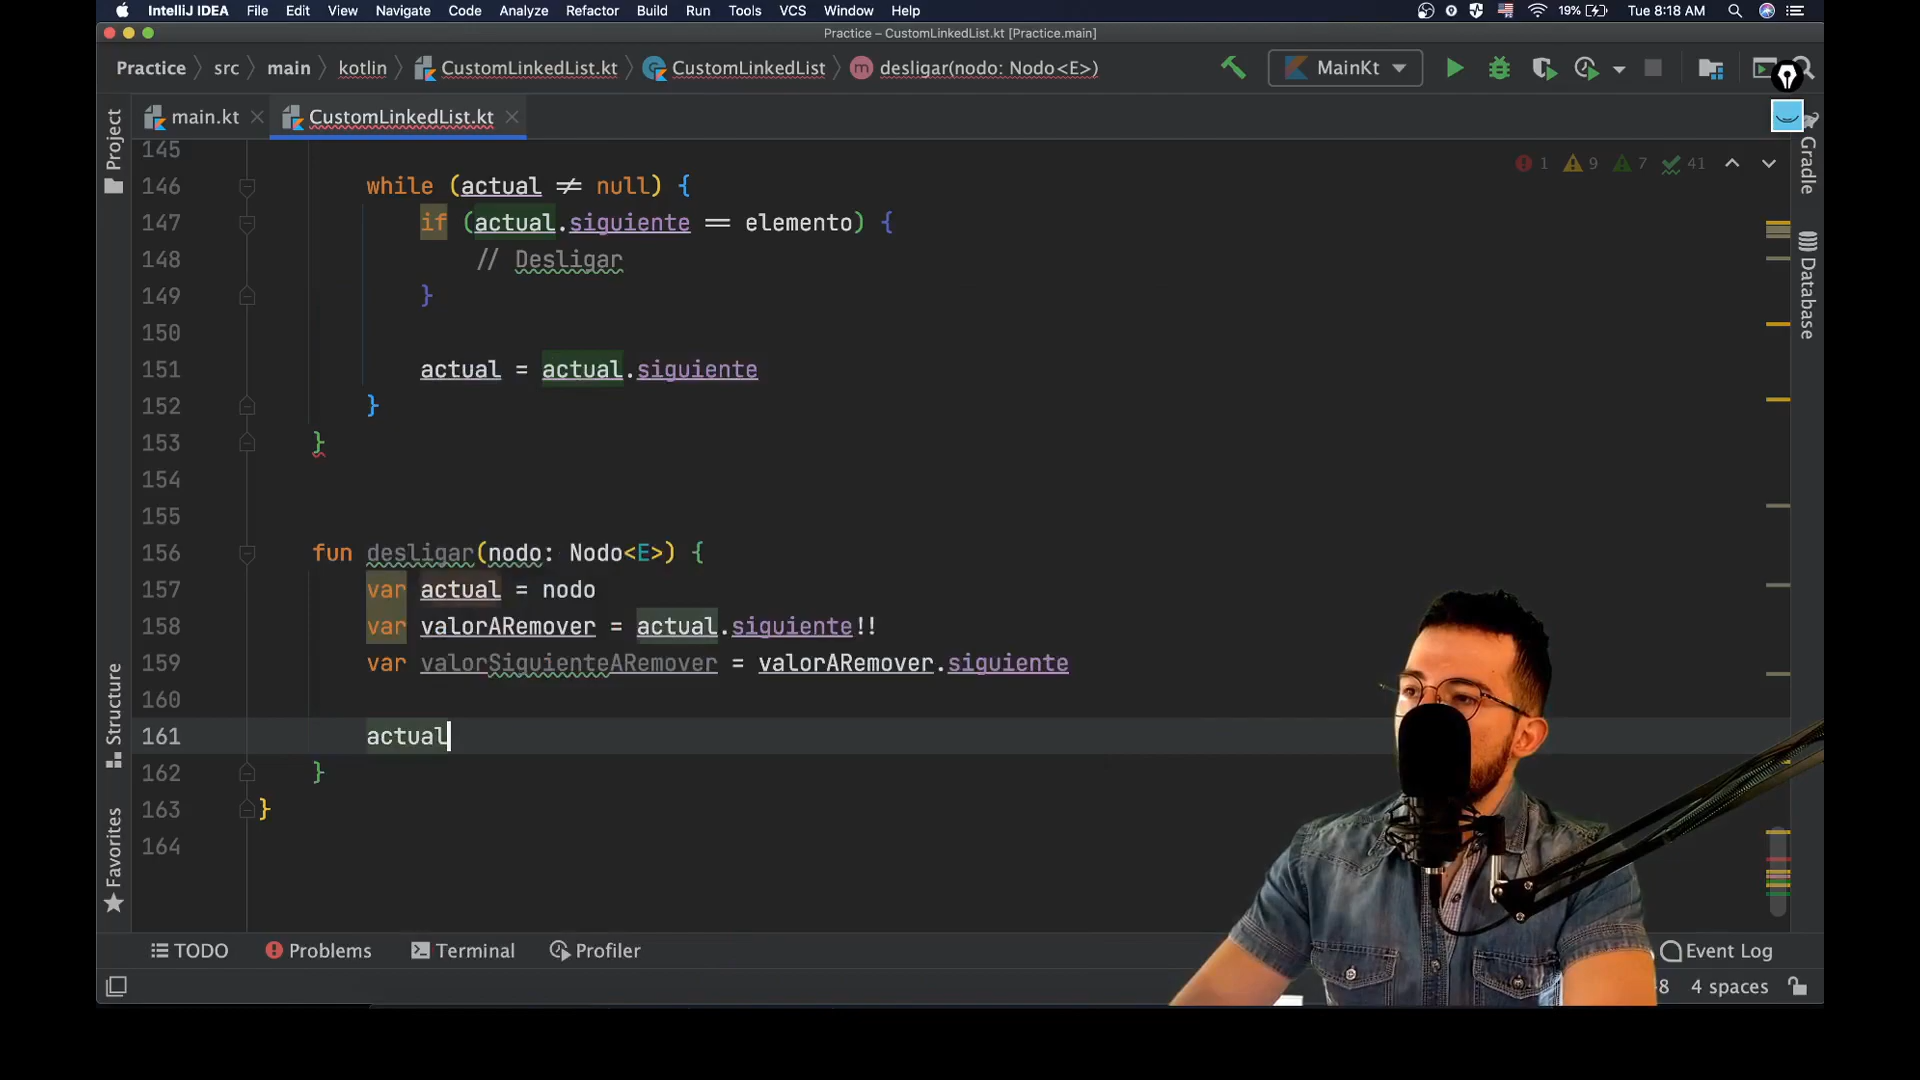 IntelliJ IDEA File Edit View Navigate Code Analyze Refactor Build Run Tools VCS Window Help 19% Tue 8:18 AM
Practice – CustomLinkedList.kt [Practice.main]
Practice src main kotlin CustomLinkedList.kt CustomLinkedList desligar(nodo: Nodo<E>) MainKt
main.kt CustomLinkedList.kt
Project
Gradle
Database
Structure
Favorites
1 9 7 41
145
146 while (actual ≠ null) {
147 if (actual.siguiente == elemento) {
148 // Desligar
149 }
150
151 actual = actual.siguiente
152 }
153 }
154
155
156 fun desligar(nodo: Nodo<E>) {
157 var actual = nodo
158 var valorARemover = actual.siguiente!!
159 var valorSiguienteARemover = valorARemover.siguiente
160
161 actual
162 }
163 }
164
TODO Problems Terminal Profiler Event Log
-8 4 spaces